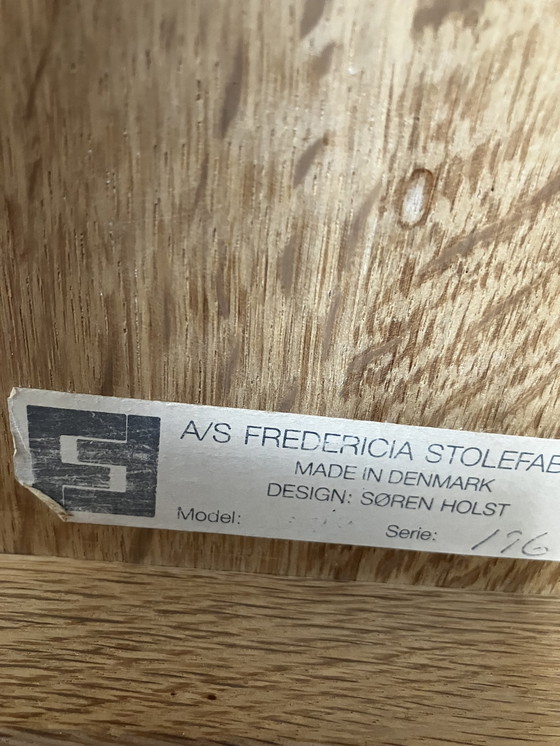 A/S FREDERICIA STOLEFAB
MADE IN DENMARK
DESIGN: SØREN HOLST
Model:
Serie: 196